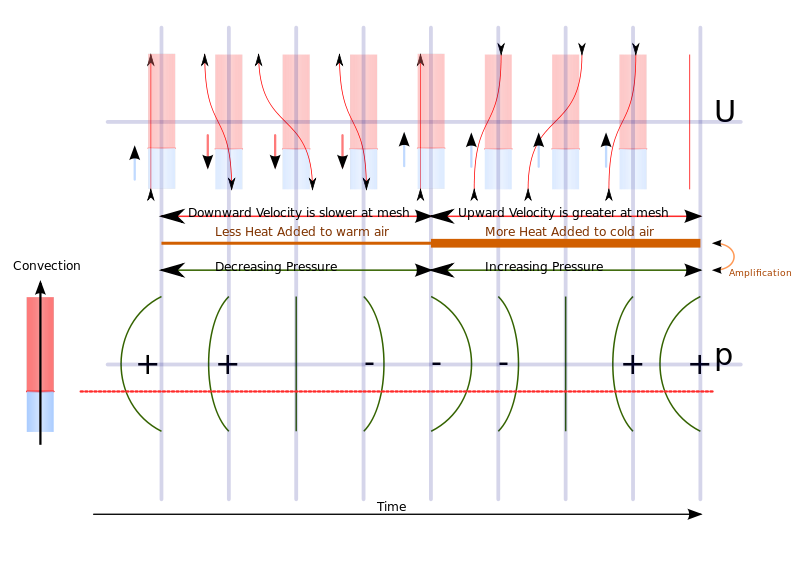 U
Downward Velocity is slower at mesh
Upward Velocity is greater at mesh
Less Heat Added to warm air
More Heat Added to cold air
Convection
Decreasing Pressure
Increasing Pressure
Amplification
p
+ + - - - + +
Time